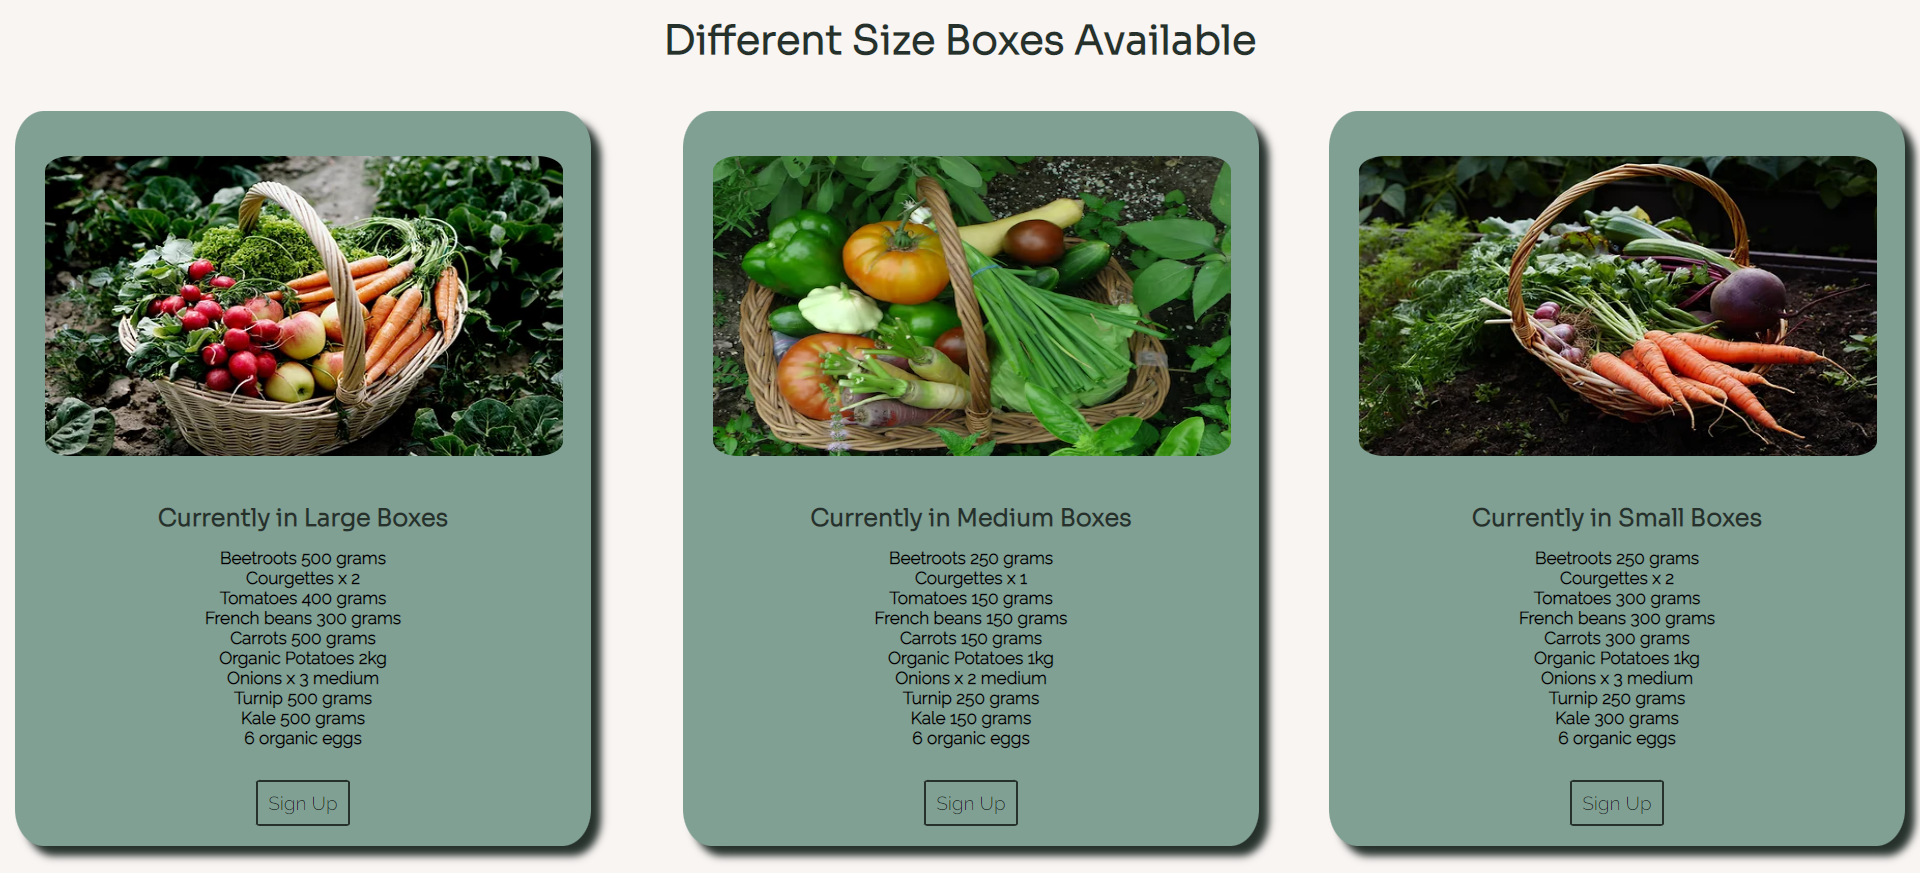 Different Size Boxes Available
Currently in Large Boxes
Beetroots 500 grams
Courgettes x 2
Tomatoes 400 grams
French beans 300 grams
Carrots 500 grams
Organic Potatoes 2kg
Onions x 3 medium
Turnip 500 grams
Kale 500 grams
6 organic eggs
Sign Up
Currently in Medium Boxes
Beetroots 250 grams
Courgettes x 1
Tomatoes 150 grams
French beans 150 grams
Carrots 150 grams
Organic Potatoes 1kg
Onions x 2 medium
Turnip 250 grams
Kale 150 grams
6 organic eggs
Sign Up
Currently in Small Boxes
Beetroots 250 grams
Courgettes x 2
Tomatoes 300 grams
French beans 300 grams
Carrots 300 grams
Organic Potatoes 1kg
Onions x 3 medium
Turnip 250 grams
Kale 300 grams
6 organic eggs
Sign Up